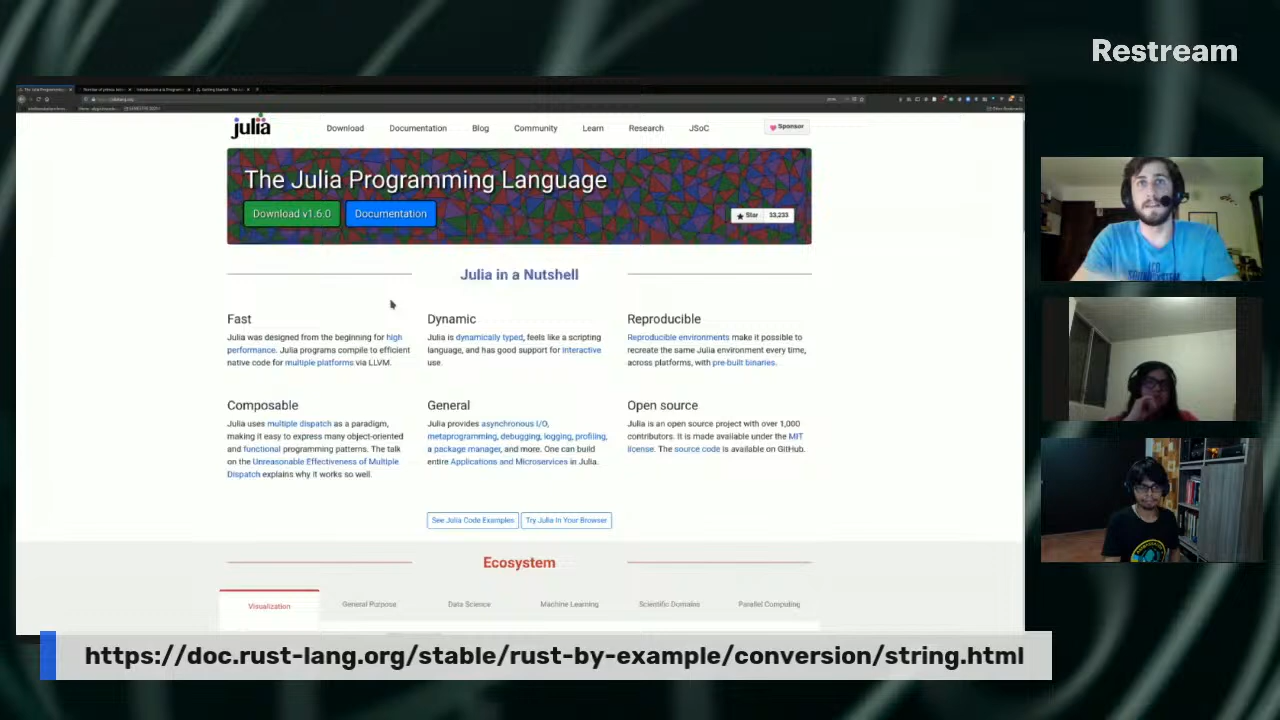 Restream
julia
Download
Documentation
Blog
Community
Learn
Research
JSoC
Sponsor
The Julia Programming Language
Download v1.6.0
Documentation
Star
33,233
Julia in a Nutshell
Fast
Julia was designed from the beginning for high
performance. Julia programs compile to efficient
native code for multiple platforms via LLVM.
Dynamic
Julia is dynamically typed, feels like a scripting
language, and has good support for interactive
use.
Reproducible
Reproducible environments make it possible to
recreate the same Julia environment every time,
across platforms, with pre-built binaries.
Composable
Julia uses multiple dispatch as a paradigm,
making it easy to express many object-oriented
and functional programming patterns. The talk
on the Unreasonable Effectiveness of Multiple
Dispatch explains why it works so well.
General
Julia provides asynchronous I/O,
metaprogramming, debugging, logging, profiling,
a package manager, and more. One can build
entire Applications and Microservices in Julia.
Open source
Julia is an open source project with over 1,000
contributors. It is made available under the MIT
license. The source code is available on GitHub.
See Julia Code Examples
Try Julia In Your Browser
Ecosystem
Visualization
General Purpose
Data Science
Machine Learning
Scientific Domains
Parallel Computing
https://doc.rust-lang.org/stable/rust-by-example/conversion/string.html